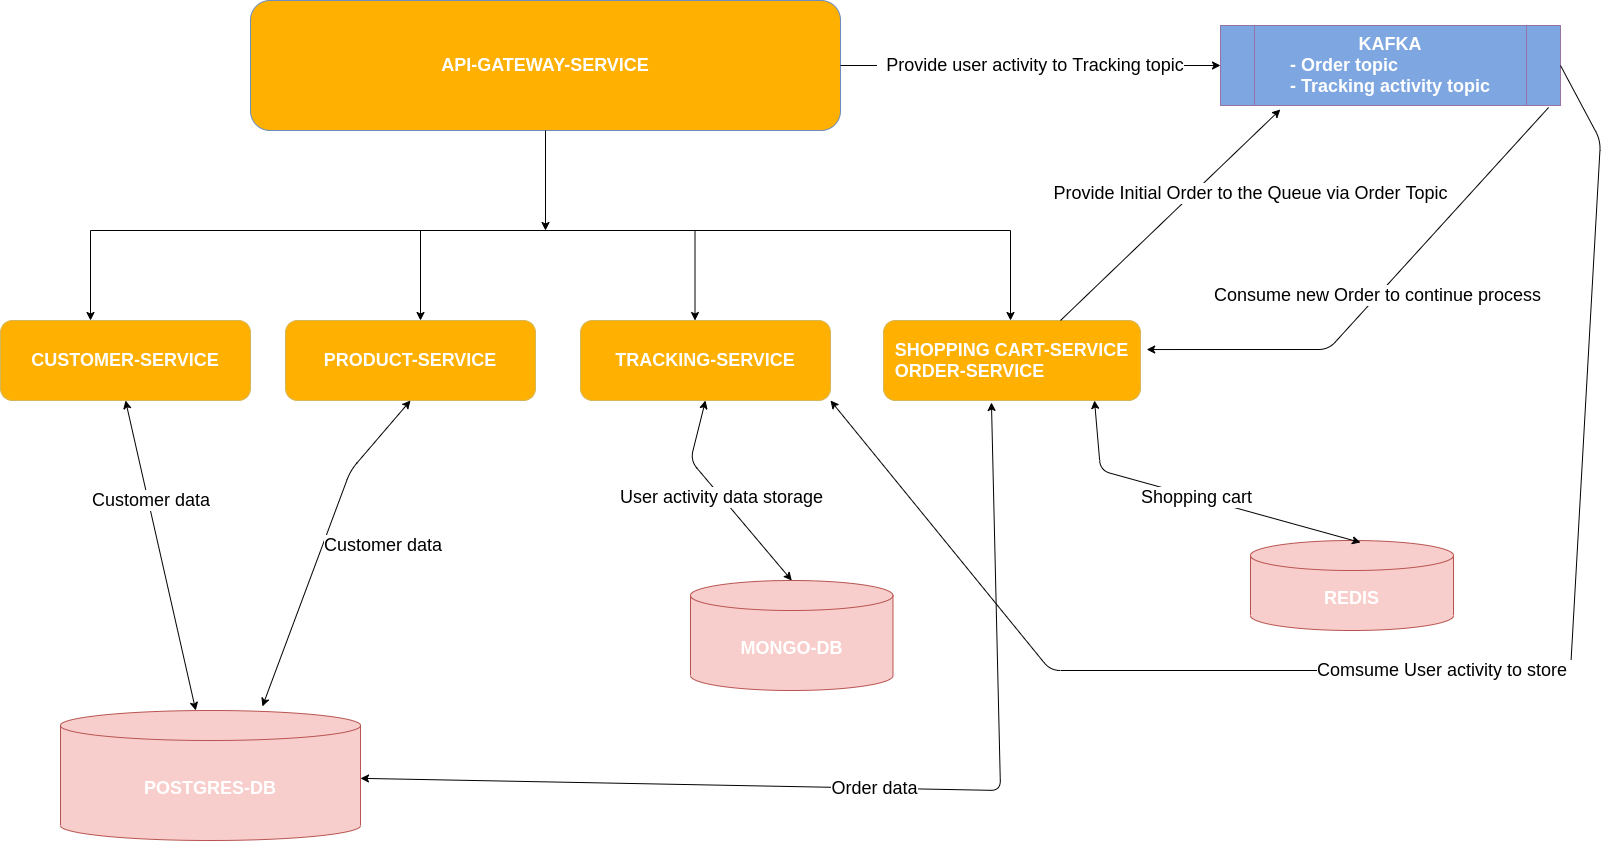 API-GATEWAY-SERVICE
Provide user activity to Tracking topic
KAFKA
- Order topic
- Tracking activity topic
Provide Initial Order to the Queue via Order Topic
Consume new Order to continue process
CUSTOMER-SERVICE
PRODUCT-SERVICE
TRACKING-SERVICE
SHOPPING CART-SERVICE
ORDER-SERVICE
Customer data
Customer data
User activity data storage
Shopping cart
REDIS
MONGO-DB
Comsume User activity to store
POSTGRES-DB
Order data